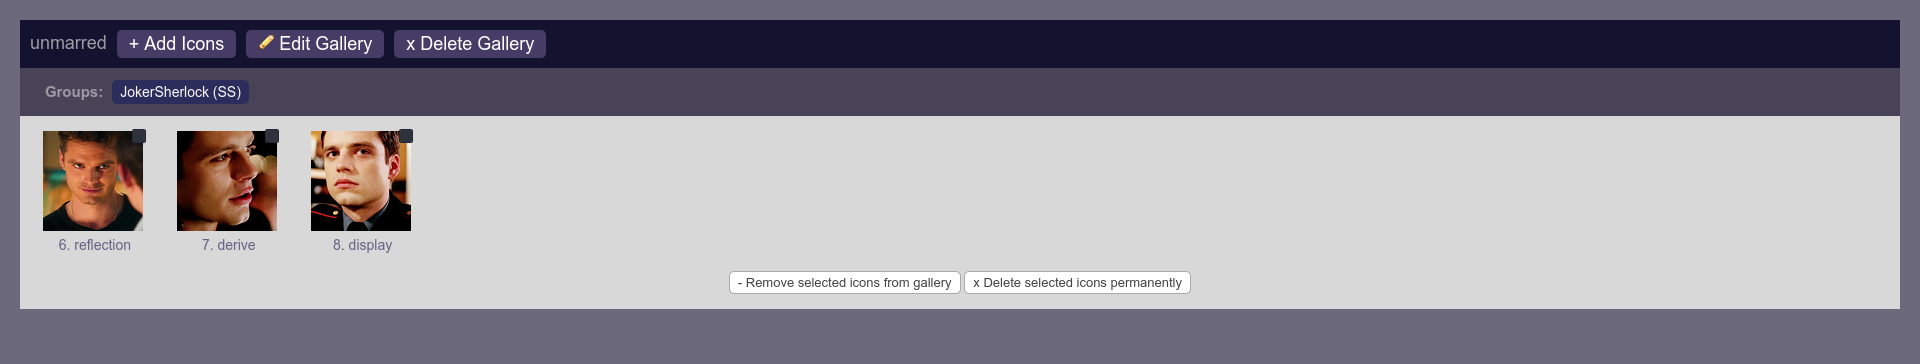 unmarred + Add Icons Edit Gallery x Delete Gallery
Groups: JokerSherlock (SS)
6. reflection 7. derive 8. display
- Remove selected icons from gallery x Delete selected icons permanently